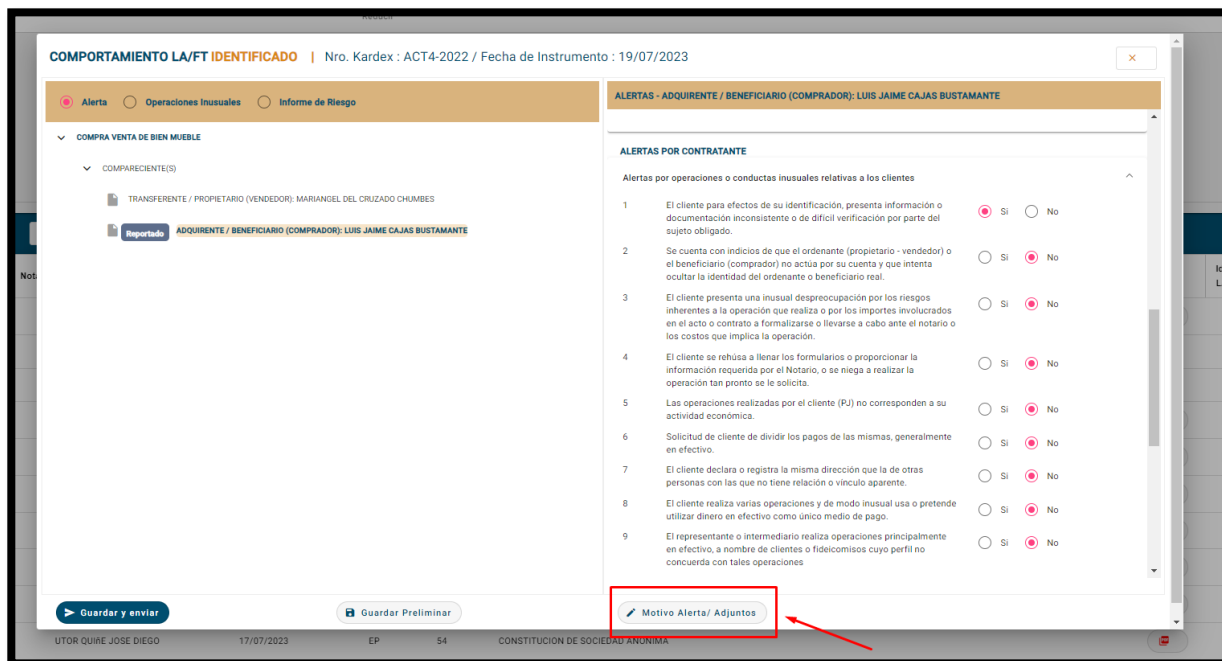 COMPORTAMIENTO LA/FT IDENTIFICADO | Nro. Kardex : ACT4-2022 / Fecha de Instrumento : 19/07/2023
×
Alerta Operaciones Inusuales Informe de Riesgo
COMPRA VENTA DE BIEN MUEBLE
COMPARECIENTE(S)
TRANSFERENTE / PROPIETARIO (VENDEDOR): MARIANGEL DEL CRUZADO CHUMBES
Reportado ADQUIRENTE / BENEFICIARIO (COMPRADOR): LUIS JAIME CAJAS BUSTAMANTE
Guardar y enviar
Guardar Preliminar
ALERTAS - ADQUIRENTE / BENEFICIARIO (COMPRADOR): LUIS JAIME CAJAS BUSTAMANTE
ALERTAS POR CONTRATANTE
Alertas por operaciones o conductas inusuales relativas a los clientes
1 El cliente para efectos de su identificación, presenta información o Si No
documentación inconsistente o de dificil verificación por parte del
sujeto obligado.
2 Se cuenta con indicios de que el ordenante (propietario - vendedor) o Si No
el beneficiario (comprador) no actúa por su cuenta y que intenta
ocultar la identidad del ordenante o beneficiario real.
3 El cliente presenta una inusual despreocupación por los riesgos Si No
inherentes a la operación que realiza o por los importes involucrados
en el acto o contrato a formalizarse o llevarse a cabo ante el notario o
los costos que implica la operación.
4 El cliente se rehúsa a llenar los formularios o proporcionar la Si No
información requerida por el Notario, o se niega a realizar la
operación tan pronto se le solicita.
5 Las operaciones realizadas por el cliente (PJ) no corresponden a su Si No
actividad económica.
6 Solicitud de cliente de dividir los pagos de las mismas, generalmente Si No
en efectivo.
7 El cliente declara o registra la misma dirección que la de otras Si No
personas con las que no tiene relación o vínculo aparente.
8 El cliente realiza varias operaciones y de modo inusual usa o pretende Si No
utilizar dinero en efectivo como único medio de pago.
9 El representante o intermediario realiza operaciones principalmente Si No
en efectivo, a nombre de clientes o fideicomisos cuyo perfil no
concuerda con tales operaciones
Motivo Alerta/ Adjuntos
UTOR QUIñE JOSE DIEGO 17/07/2023 EP 54 CONSTITUCION DE SOCIEDAD ANONIMA